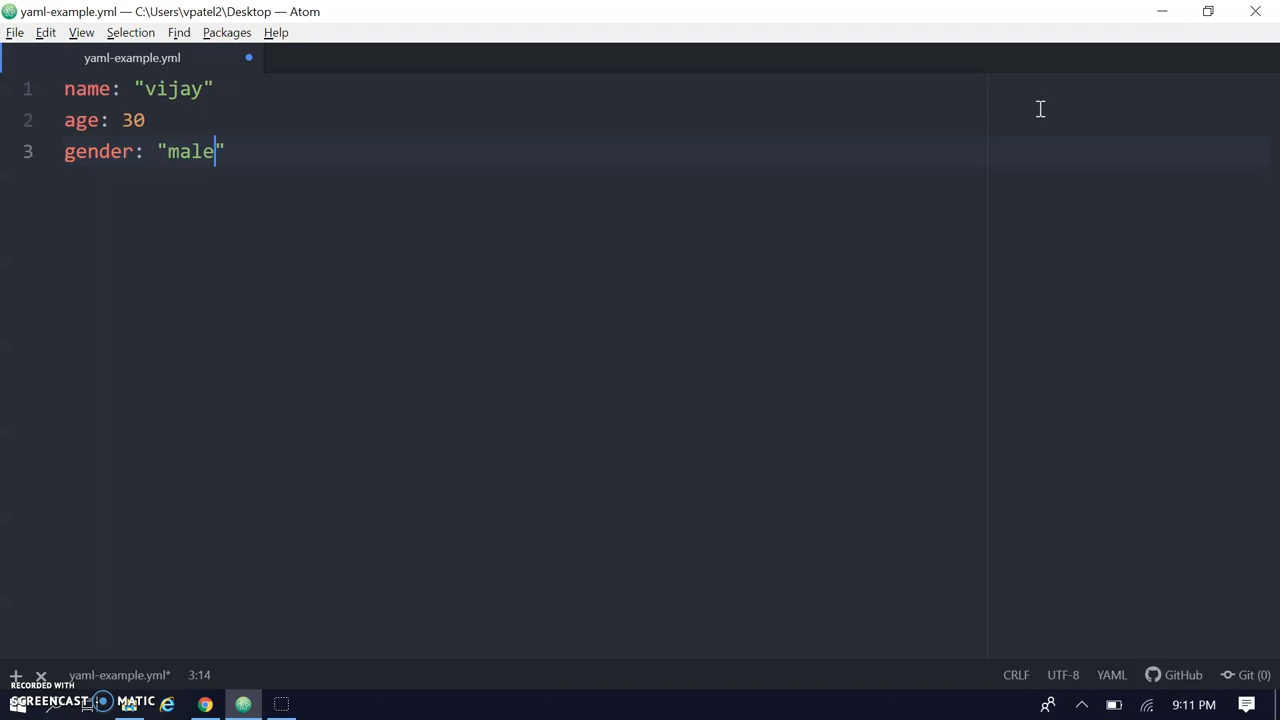 yaml-example.yml — C:\Users\vpatel2\Desktop — Atom
File Edit View Selection Find Packages Help
yaml-example.yml
1 name: "vijay"
2 age: 30
3 gender: "male"
yaml-example.yml* 3:14 CRLF UTF-8 YAML GitHub Git (0)
RECORDED WITH
SCREENCAST MATIC
9:11 PM